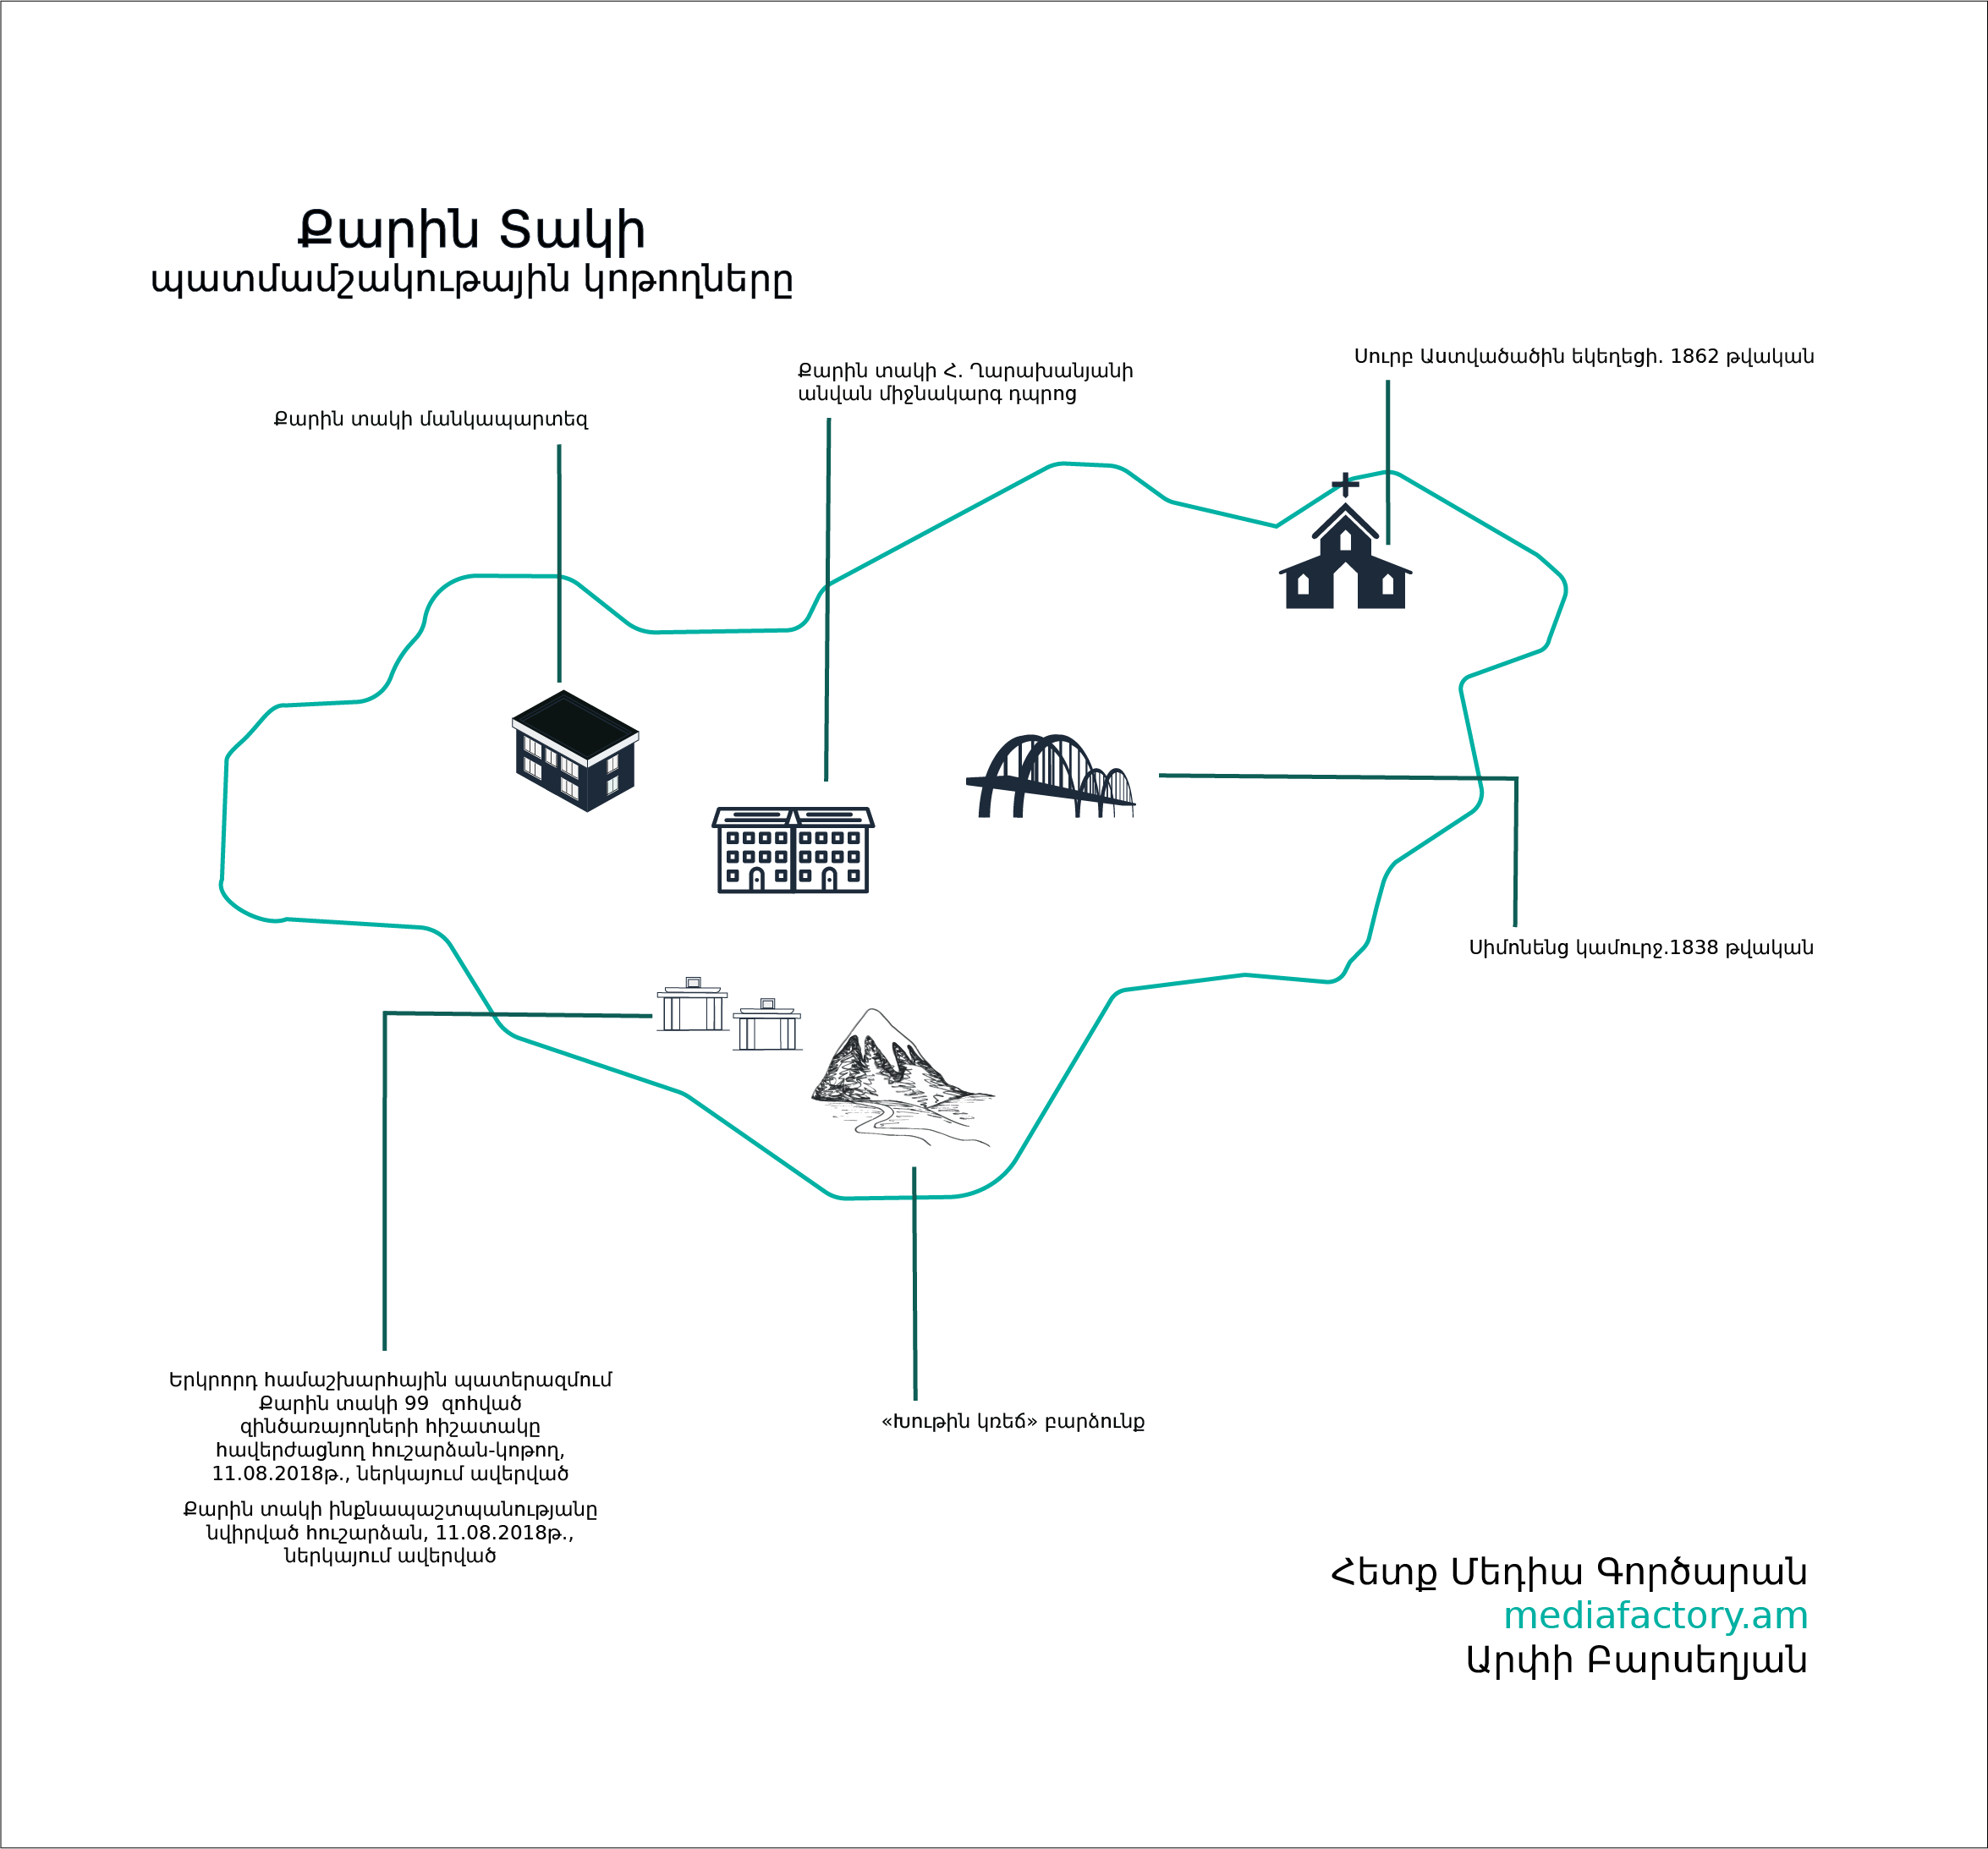 Քարին Տակի
պատմամշակութային կոթողները
Սուրբ Աստվածածին եկեղեցի. 1862 թվական
Քարին տակի Հ. Ղարախանյանի
անվան միջնակարգ դպրոց
Քարին տակի մանկապարտեզ
Սիմոնենց կամուրջ.1838 թվական
Երկրորդ համաշխարհային պատերազմում
Քարին տակի 99 զոհված
զինծառայողների հիշատակը
հավերժացնող հուշարձան-կոթող,
11.08.2018թ., ներկայում ավերված
Քարին տակի ինքնապաշտպանությանը
նվիրված հուշարձան, 11.08.2018թ.,
ներկայում ավերված
«Խութին կռեճ» բարձունք
Հետք Մեդիա Գործարան
mediafactory.am
Արփի Բարսեղյան